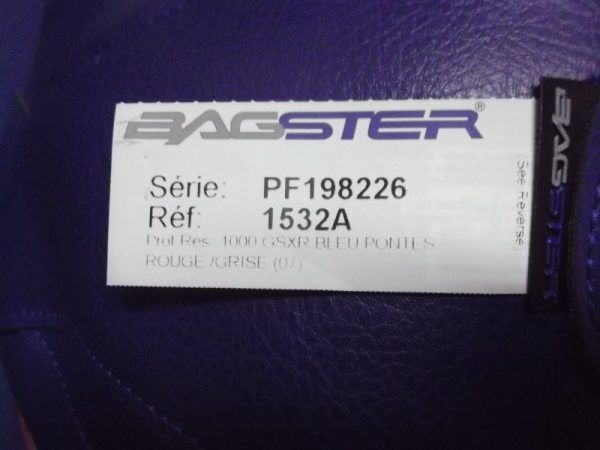 BAGSTER®
Série: PF198226
Réf: 1532A
Prot Res. 1000 GSXR BLEU PONTES
ROUGE /GRISE (07)
(See Reverse)
BAGSTER